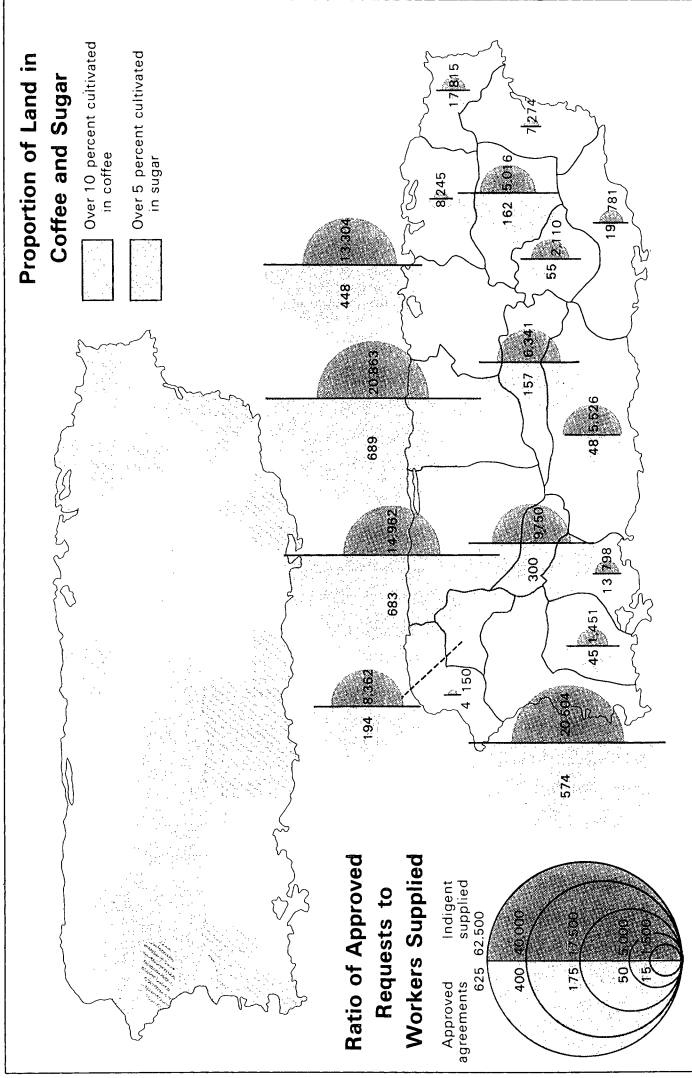 Proportion of Land in
Coffee and Sugar
Over 10 percent cultivated
in coffee
Over 5 percent cultivated
in sugar
Ratio of Approved
Requests to
Workers Supplied
Approved
agreements
Indigent
supplied
625 62.500
400 40.000
175 17.500
50 5.000
15 1.500
194 8.362
683 14.962
689 20.863
448 13.304
4 150
8 245
17 815
574 20.504
300 9750
157 6.341
162 5.016
7 274
45 1.451
13 798
48 5.526
55 2.110
19 781